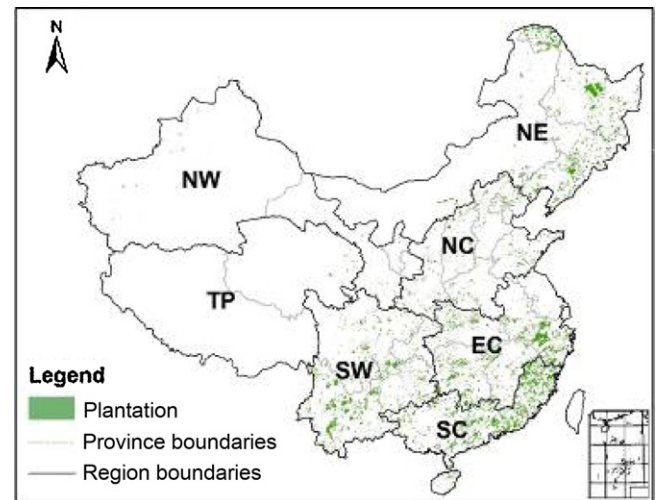 N
NE
NW
NC
TP
EC
SW
SC
Legend
Plantation
Province boundaries
Region boundaries